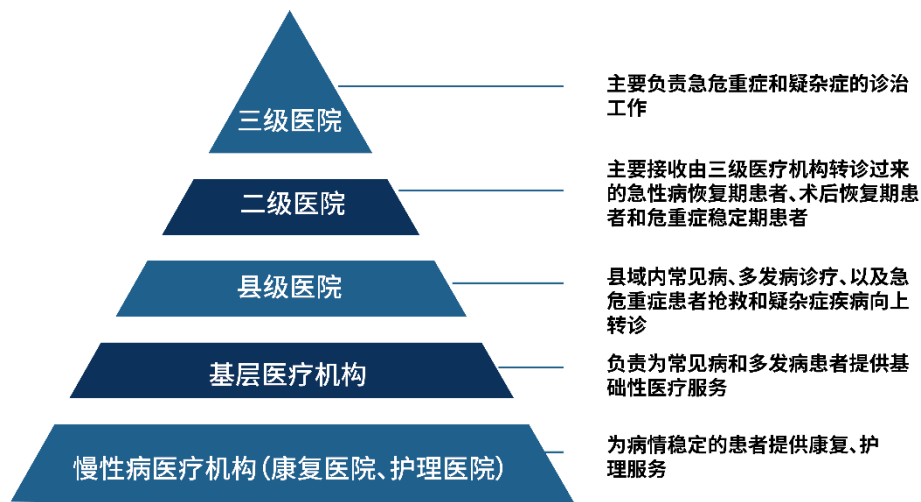 三级医院
主要负责急危重症和疑杂症的诊治
工作
二级医院
主要接收由三级医疗机构转诊过来
的急性病恢复期患者、术后恢复期患
者和危重症稳定期患者
县级医院
县域内常见病、多发病诊疗、以及急
危重症患者抢救和疑杂症疾病向上
转诊
基层医疗机构
负责为常见病和多发病患者提供基
础性医疗服务
慢性病医疗机构(康复医院、护理医院)
为病情稳定的患者提供康复、护
理服务